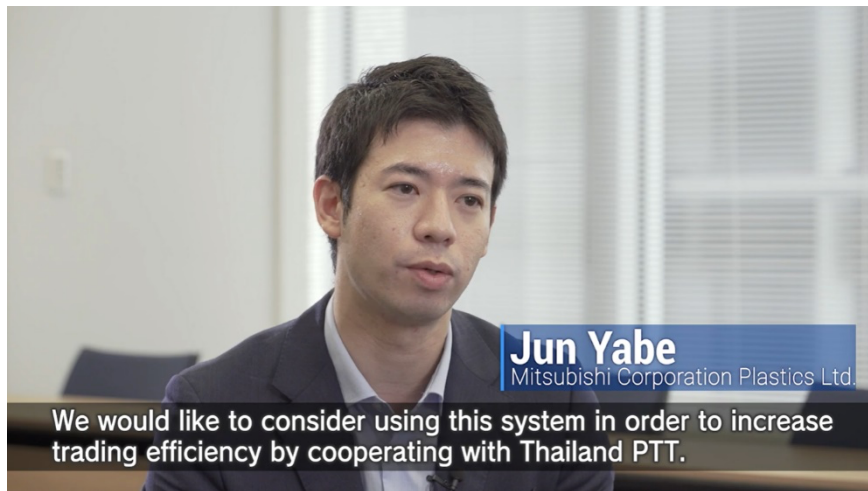 Jun Yabe
Mitsubishi Corporation Plastics Ltd.
We would like to consider using this system in order to increase
trading efficiency by cooperating with Thailand PTT.